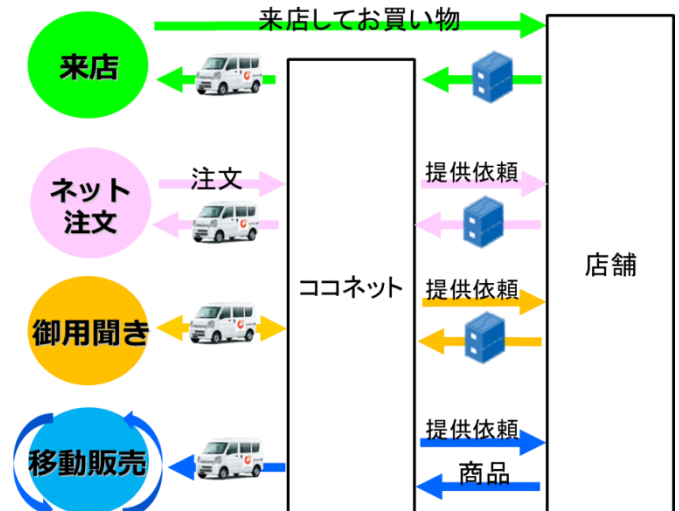 来店してお買い物
来店
ネット
注文
注文
提供依頼
ココネット
店舗
御用聞き
提供依頼
移動販売
提供依頼
商品